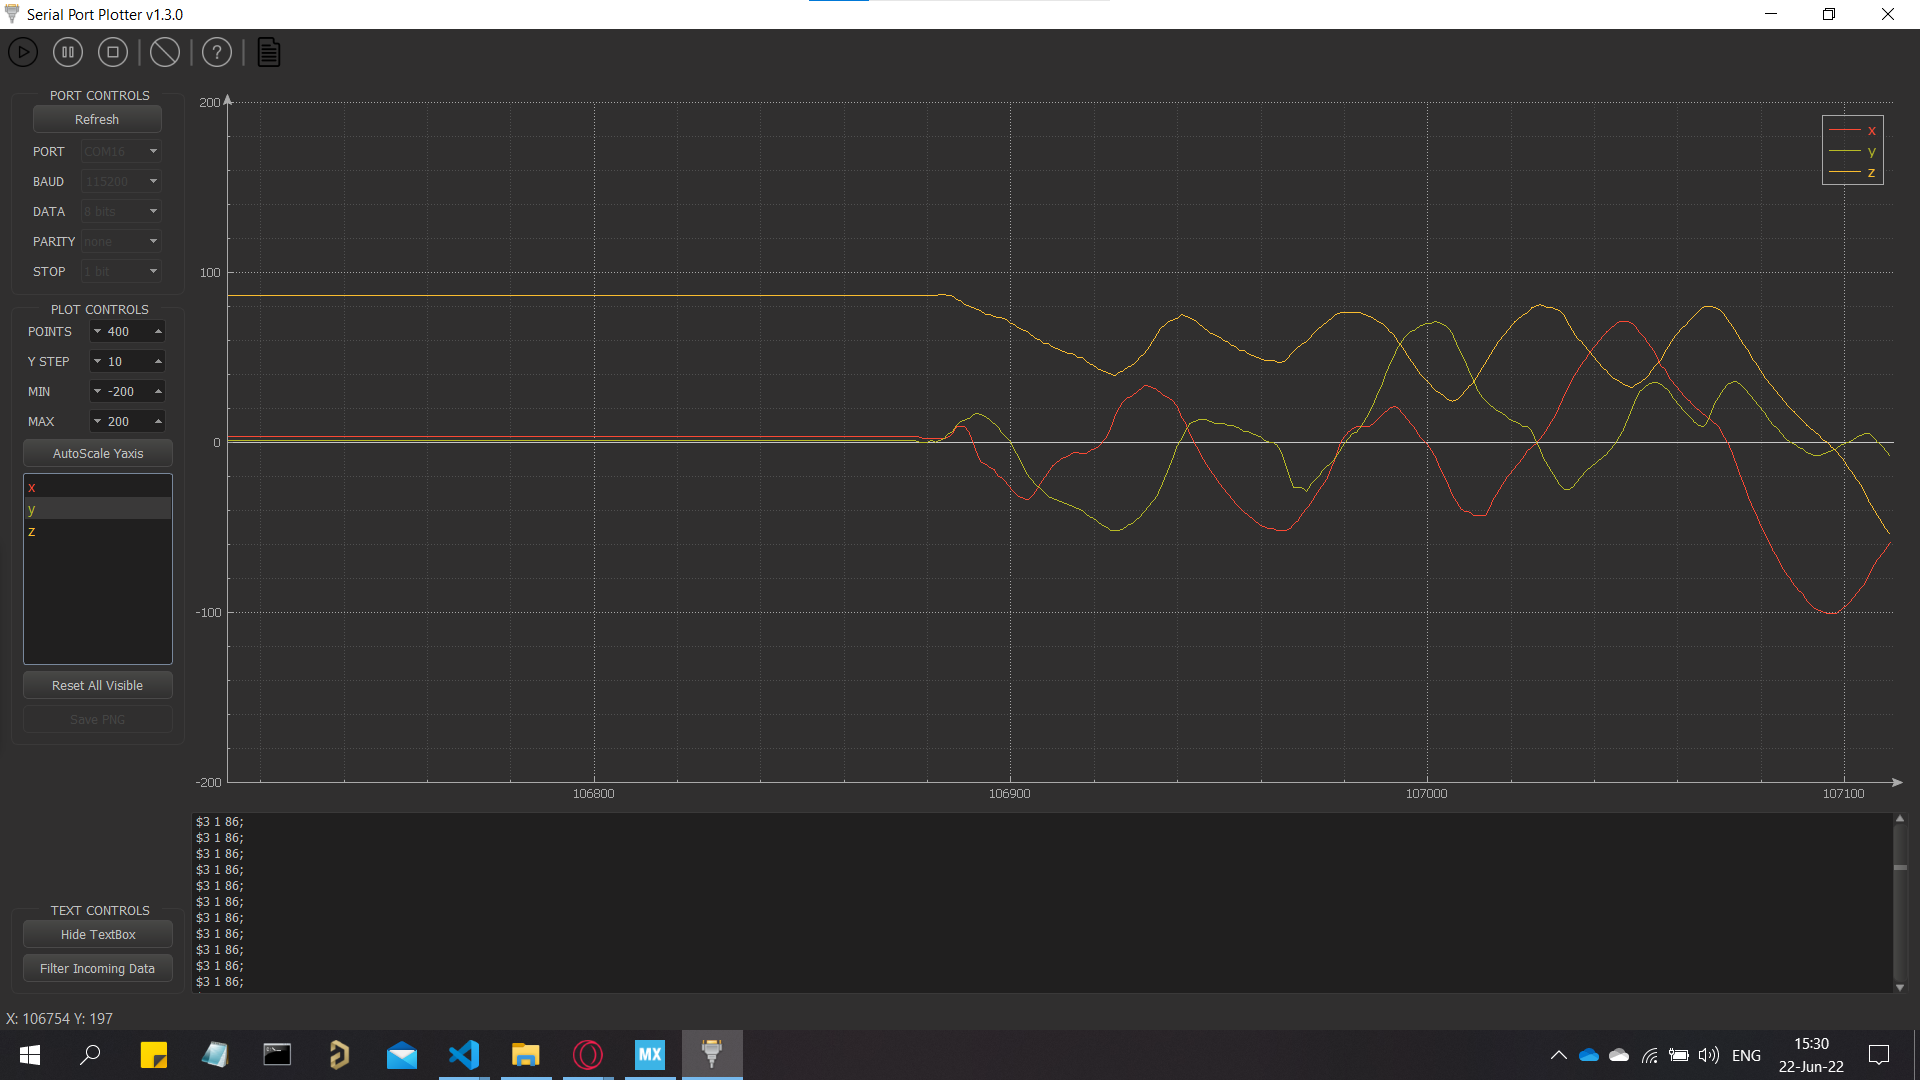 Serial Port Plotter v1.3.0
PORT CONTROLS
Refresh
PORT COM16
BAUD 115200
DATA 8 bits
PARITY none
STOP 1 bit
PLOT CONTROLS
POINTS 400
Y STEP 10
MIN -200
MAX 200
AutoScale Yaxis
x
y
z
Reset All Visible
Save PNG
TEXT CONTROLS
Hide TextBox
Filter Incoming Data
200
100
0
-100
-200
106800 106900 107000 107100
x
y
z
$3 1 86;
$3 1 86;
$3 1 86;
$3 1 86;
$3 1 86;
$3 1 86;
$3 1 86;
$3 1 86;
$3 1 86;
$3 1 86;
$3 1 86;
X: 106754 Y: 197
MX
ENG
15:30
22-Jun-22